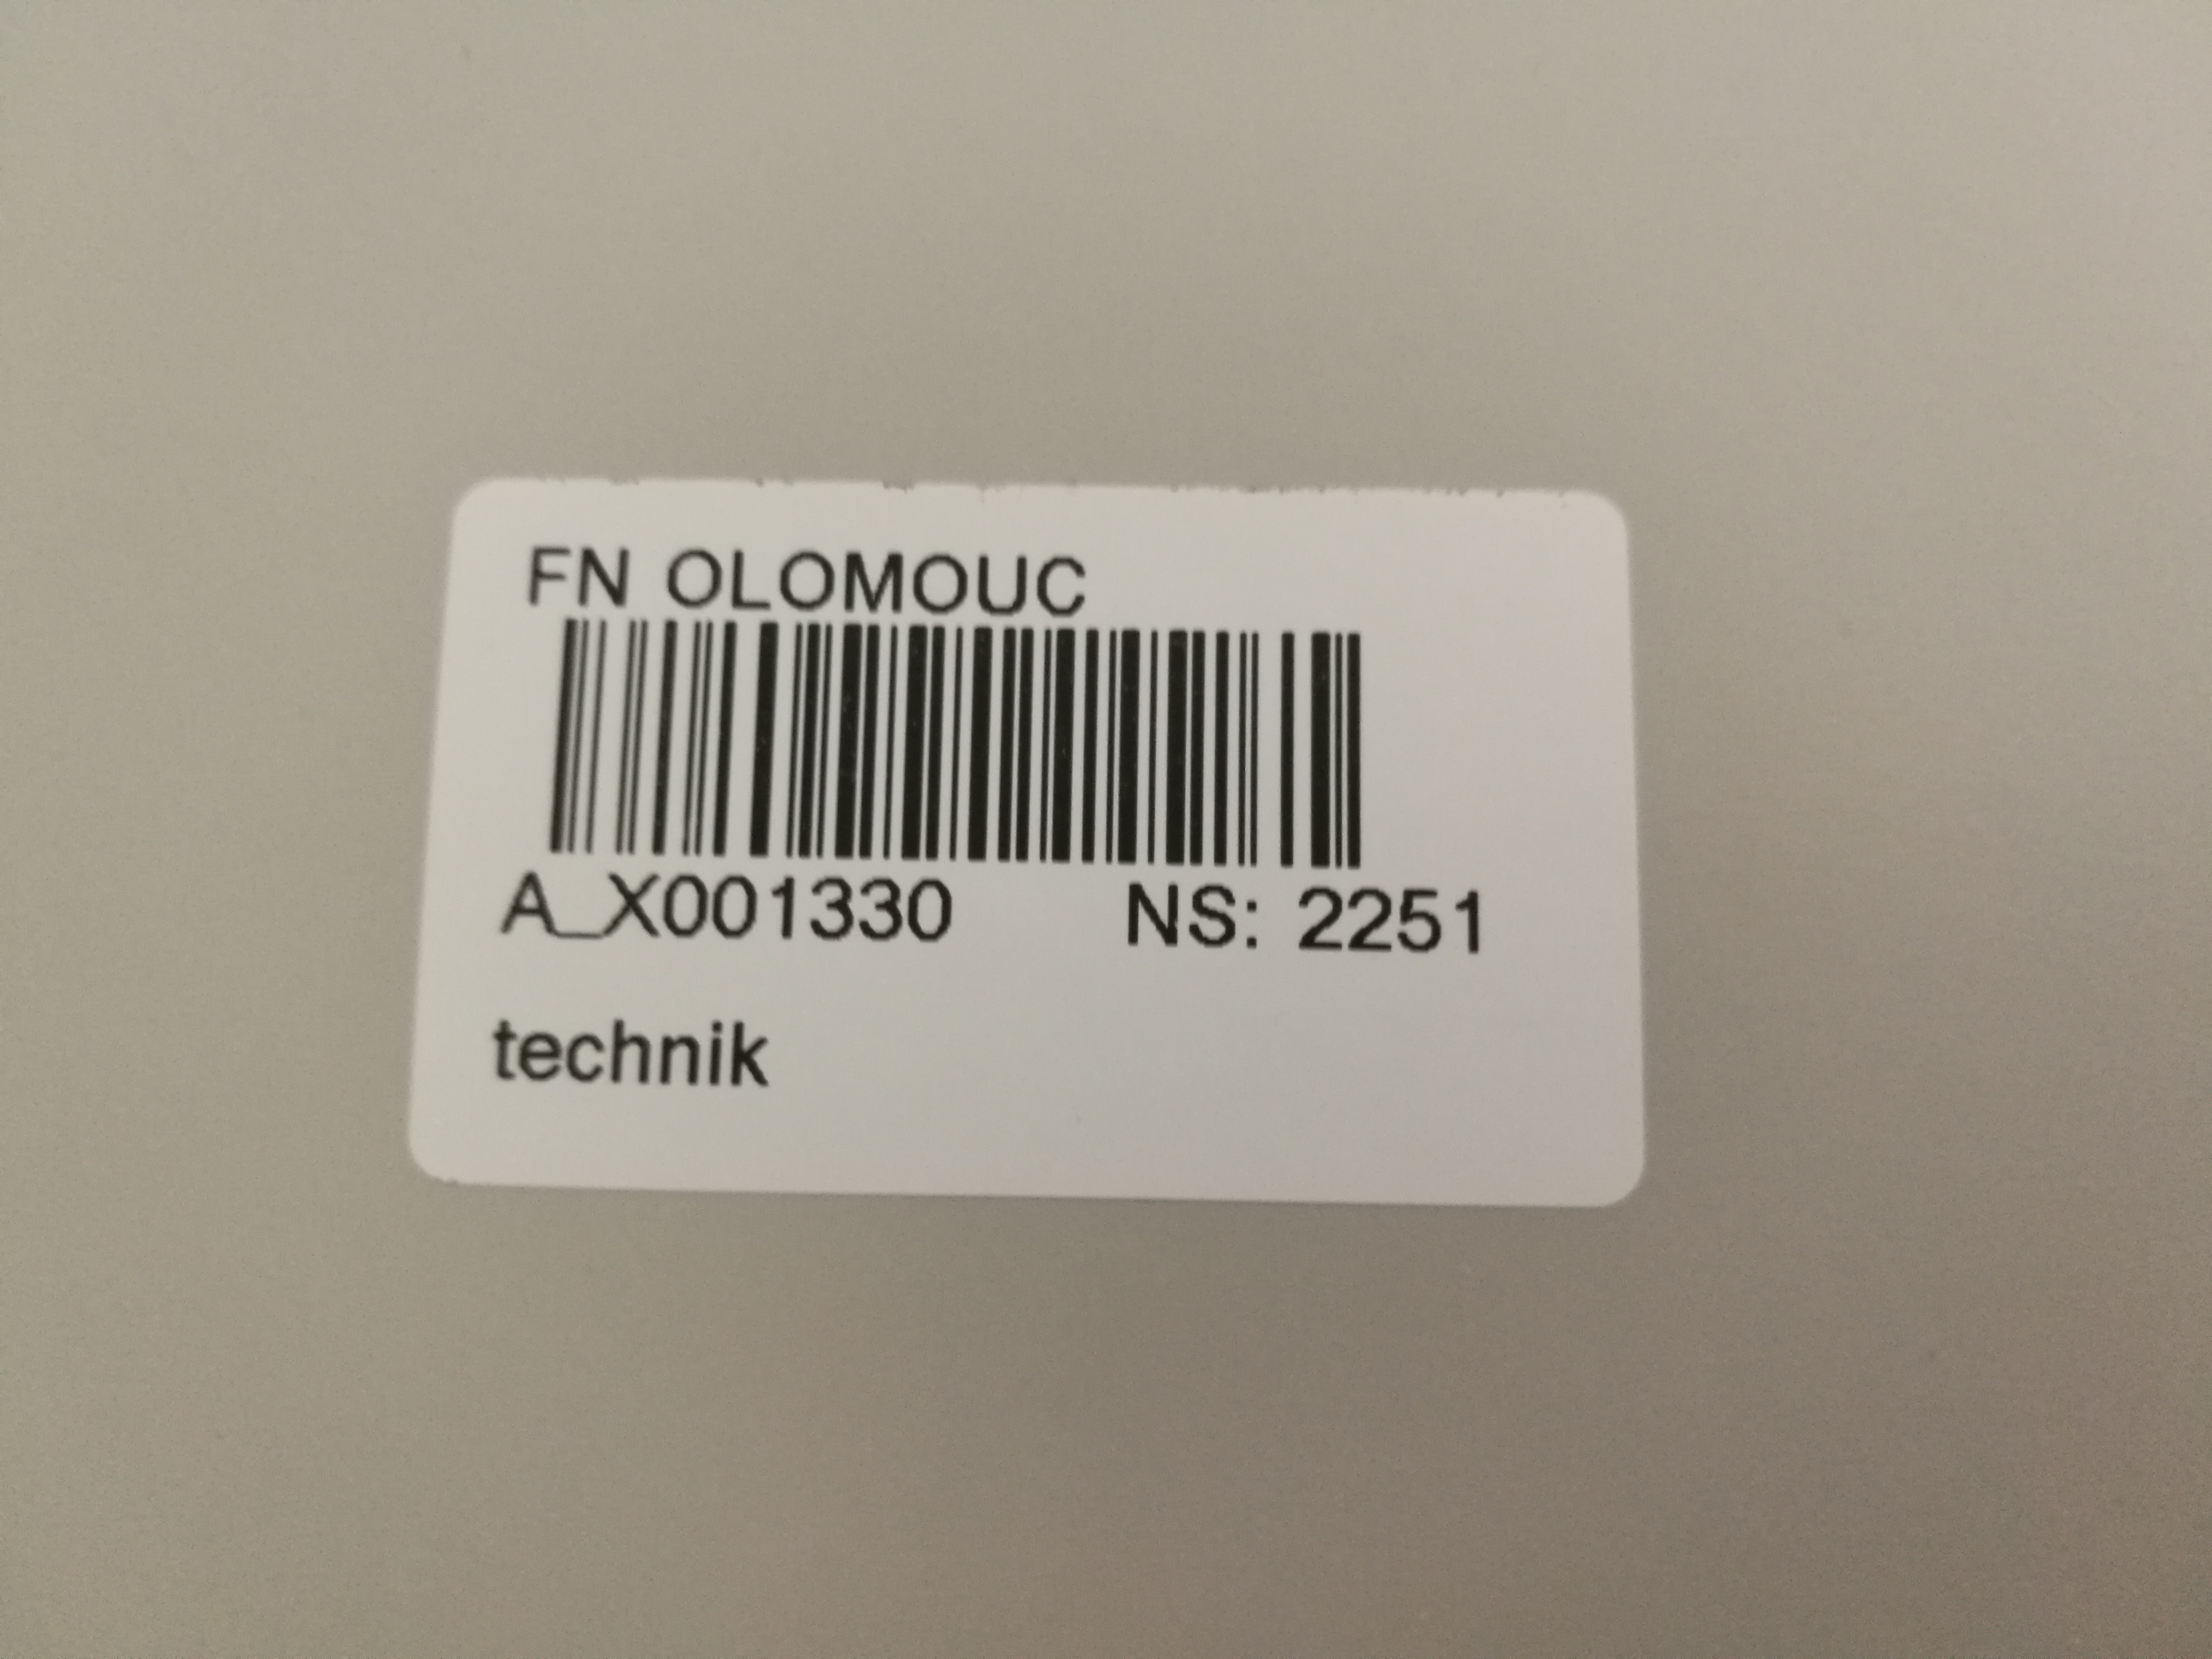 FN OLOMOUC
A_X001330 NS: 2251
technik